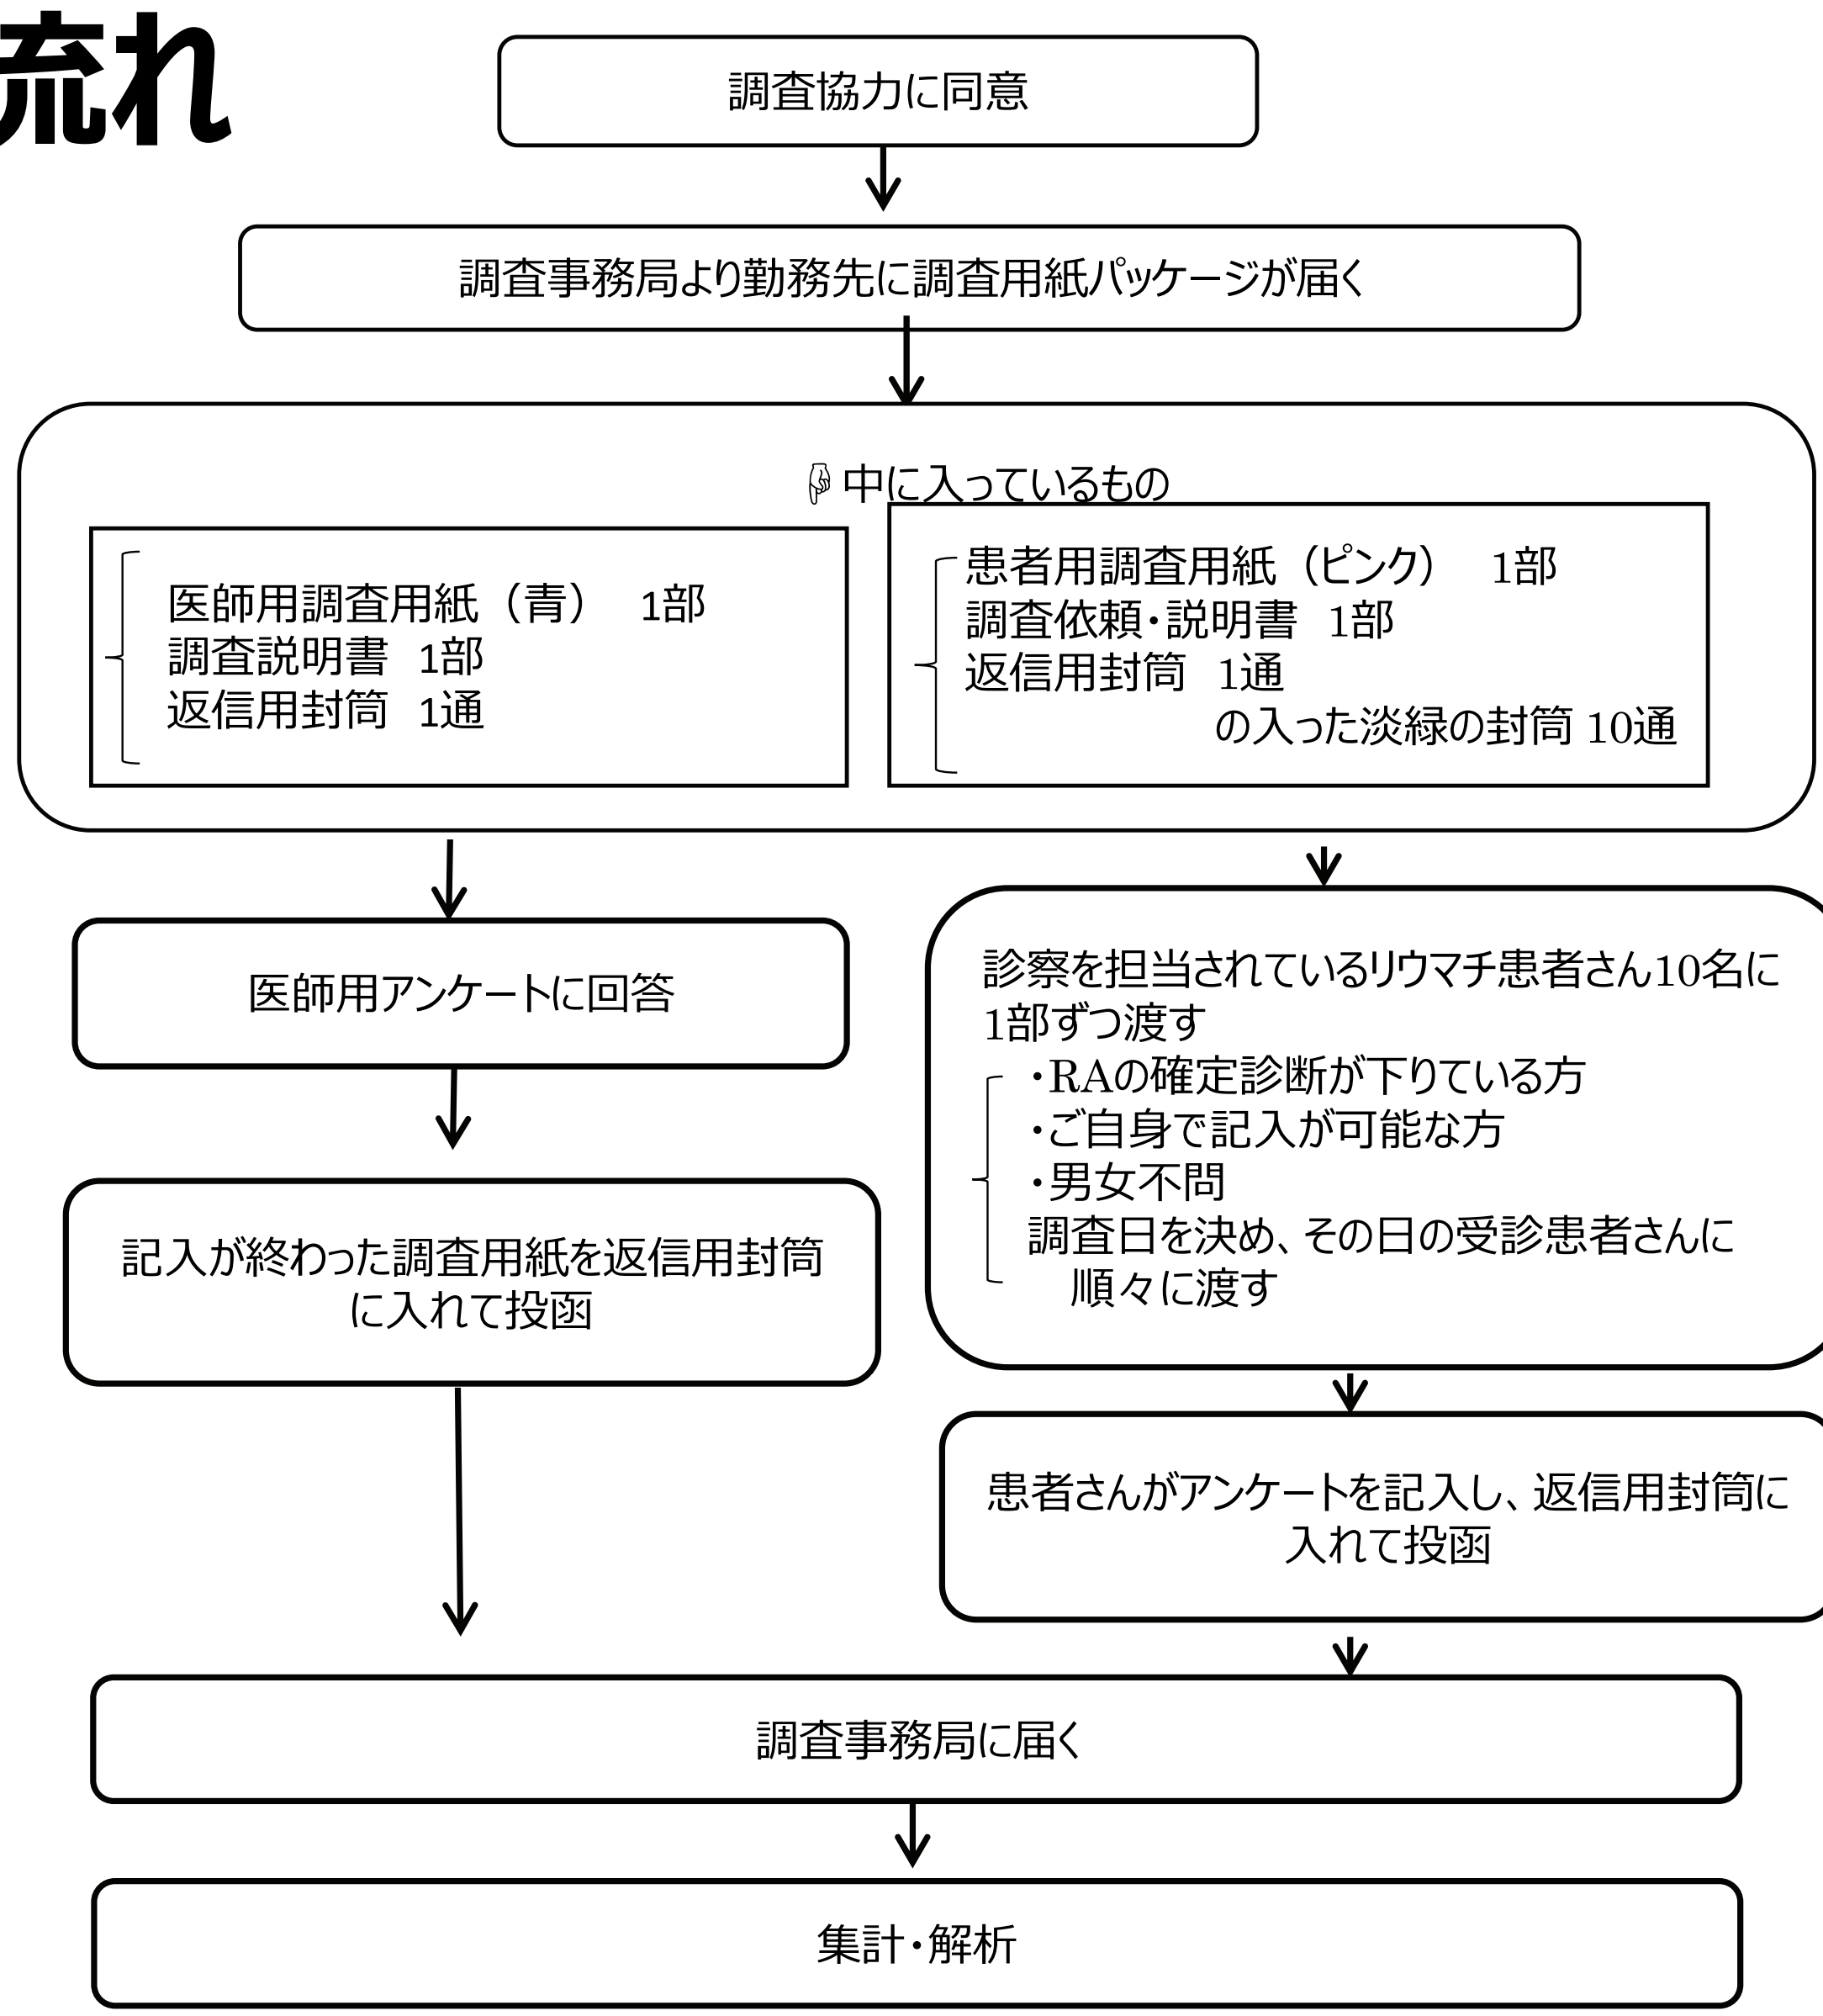 流れ
調査協力に同意
調査事務局より勤務先に調査用紙パッケージが届く
☟中に入っているもの
医師用調査用紙（青）　1部
調査説明書 1部
返信用封筒 1通
患者用調査用紙（ピンク）　1部
調査依頼・説明書 1部
返信用封筒 1通
の入った淡緑の封筒 10通
医師用アンケートに回答
記入が終わった調査用紙を返信用封筒
に入れて投函
診察を担当されているリウマチ患者さん10名に
1部ずつ渡す
・RAの確定診断が下りている方
・ご自身で記入が可能な方
・男女不問
調査日を決め、その日の受診患者さんに
順々に渡す
患者さんがアンケートを記入し、返信用封筒に
入れて投函
調査事務局に届く
集計・解析